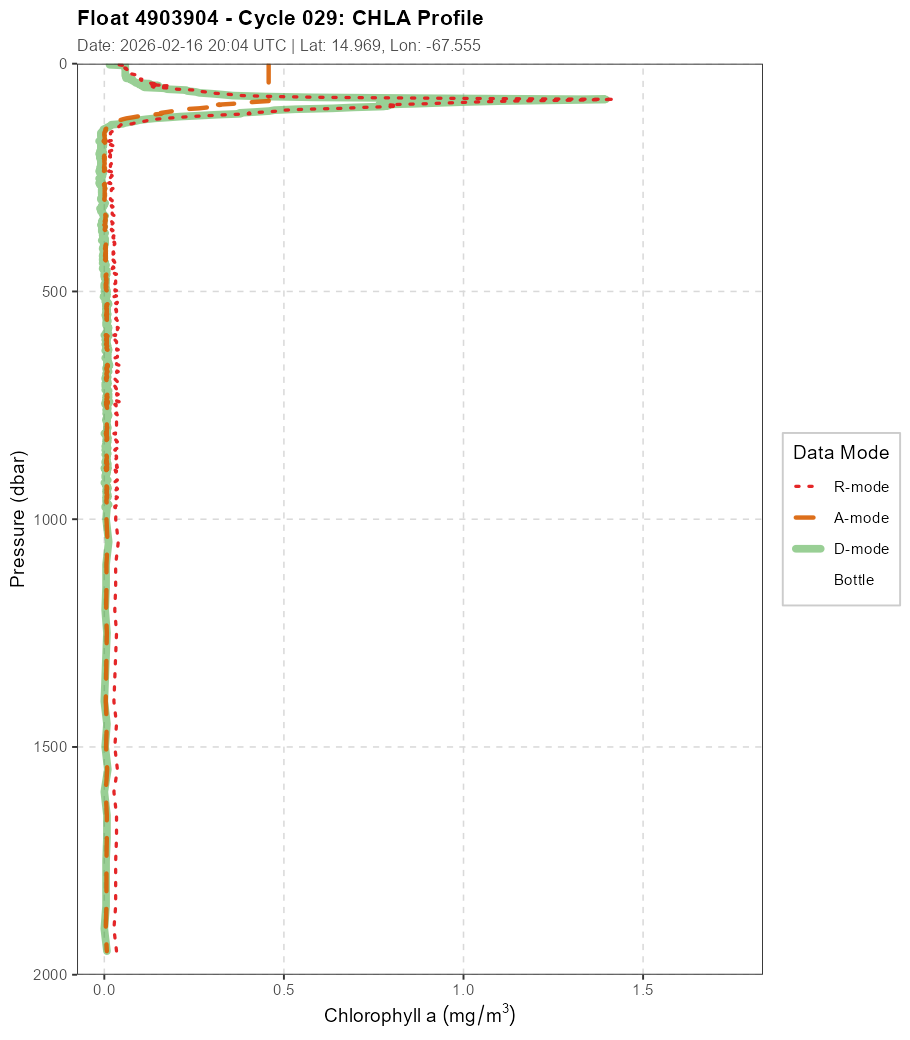 Float 4903904 - Cycle 029: CHLA Profile
Date: 2026-02-16 20:04 UTC | Lat: 14.969, Lon: -67.555
0
500
1000
1500
2000
Pressure (dbar)
0.0 0.5 1.0 1.5
Chlorophyll a (mg/m³)
Data Mode
R-mode
A-mode
D-mode
Bottle